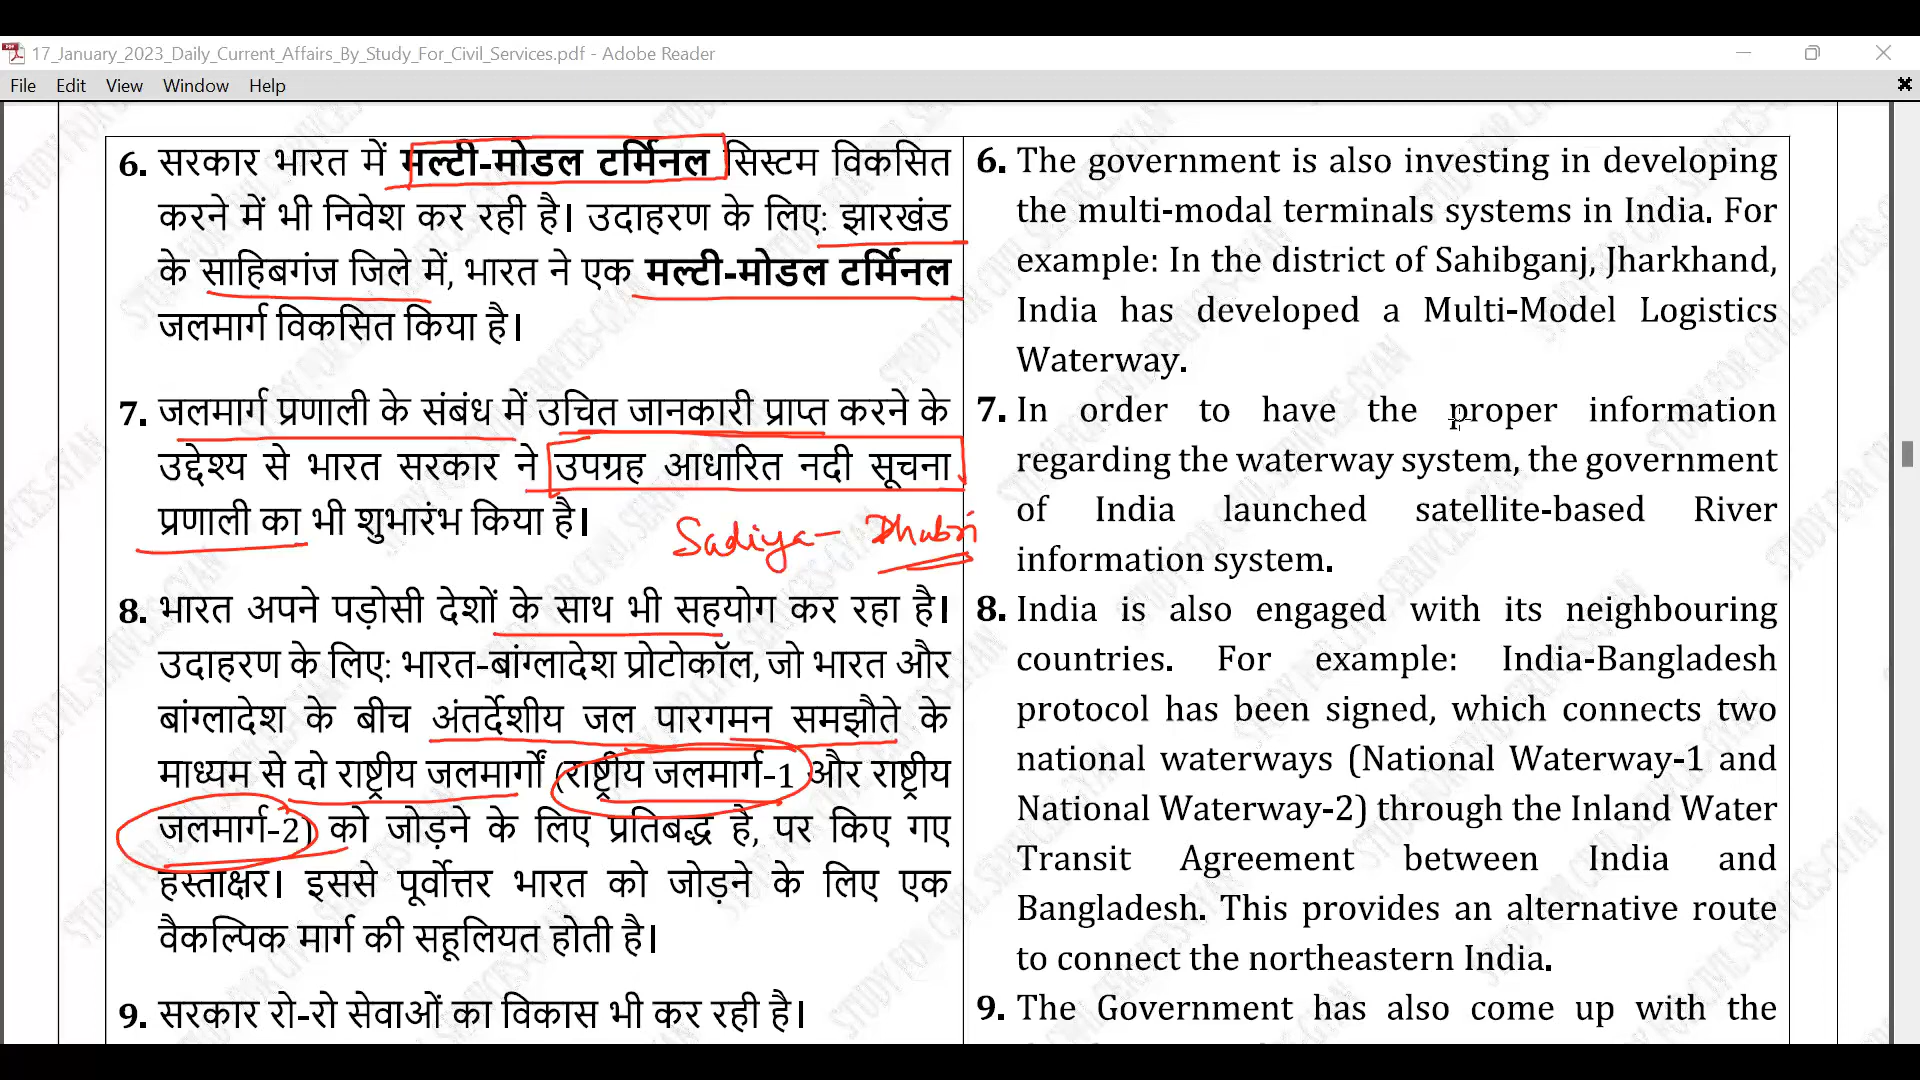 17_January_2023_Daily_Current_Affairs_By_Study_For_Civil_Services.pdf - Adobe Reader
File Edit View Window Help
6. सरकार भारत में मल्टी-मोडल टर्मिनल सिस्टम विकसित
करने में भी निवेश कर रही है। उदाहरण के लिए: झारखंड
के साहिबगंज जिले में, भारत ने एक मल्टी-मोडल टर्मिनल
जलमार्ग विकसित किया है।
7. जलमार्ग प्रणाली के संबंध में उचित जानकारी प्राप्त करने के
उद्देश्य से भारत सरकार ने उपग्रह आधारित नदी सूचना
प्रणाली का भी शुभारंभ किया है।
Sadiya - Dhubri
8. भारत अपने पड़ोसी देशों के साथ भी सहयोग कर रहा है।
उदाहरण के लिए: भारत-बांग्लादेश प्रोटोकॉल, जो भारत और
बांग्लादेश के बीच अंतर्देशीय जल पारगमन समझौते के
माध्यम से दो राष्ट्रीय जलमार्गों (राष्ट्रीय जलमार्ग-1 और राष्ट्रीय
जलमार्ग-2) को जोड़ने के लिए प्रतिबद्ध है, पर किए गए
हस्ताक्षर। इससे पूर्वोत्तर भारत को जोड़ने के लिए एक
वैकल्पिक मार्ग की सहूलियत होती है।
9. सरकार रो-रो सेवाओं का विकास भी कर रही है।
6. The government is also investing in developing
the multi-modal terminals systems in India. For
example: In the district of Sahibganj, Jharkhand,
India has developed a Multi-Model Logistics
Waterway.
7. In order to have the proper information
regarding the waterway system, the government
of India launched satellite-based River
information system.
8. India is also engaged with its neighbouring
countries. For example: India-Bangladesh
protocol has been signed, which connects two
national waterways (National Waterway-1 and
National Waterway-2) through the Inland Water
Transit Agreement between India and
Bangladesh. This provides an alternative route
to connect the northeastern India.
9. The Government has also come up with the